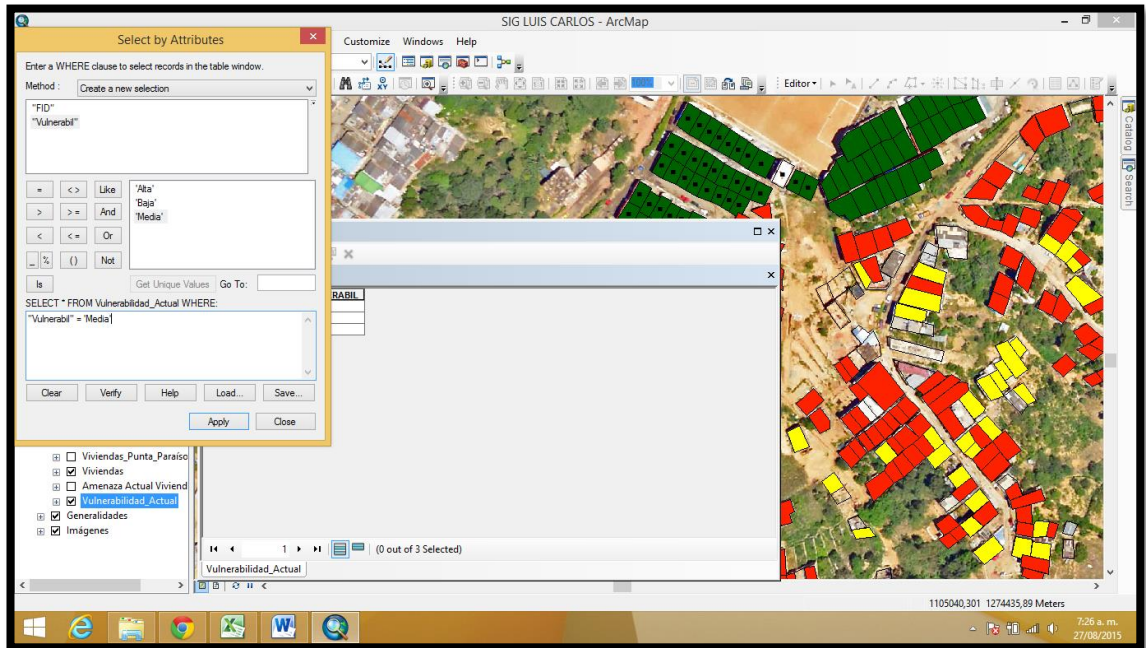 SIG LUIS CARLOS - ArcMap
Select by Attributes
Customize Windows Help
Enter a WHERE clause to select records in the table window.
Method : Create a new selection
"FID"
"Vulnerabil"
= <> Like
> >= And
< <= Or
_ % () Not
Is
'Alta'
'Baja'
'Media'
Get Unique Values Go To:
SELECT * FROM Vulnerabilidad_Actual WHERE:
"Vulnerabil" = 'Media'
Clear Verify Help Load... Save...
Apply Close
Editor
Catalog
Search
RABIL
Viviendas_Punta_Paraíso
Viviendas
Amenaza Actual Viviend
Vulnerabilidad_Actual
Generalidades
Imágenes
1 (0 out of 3 Selected)
Vulnerabilidad_Actual
1105040,301 1274435,89 Meters
7:26 a. m.
27/08/2015